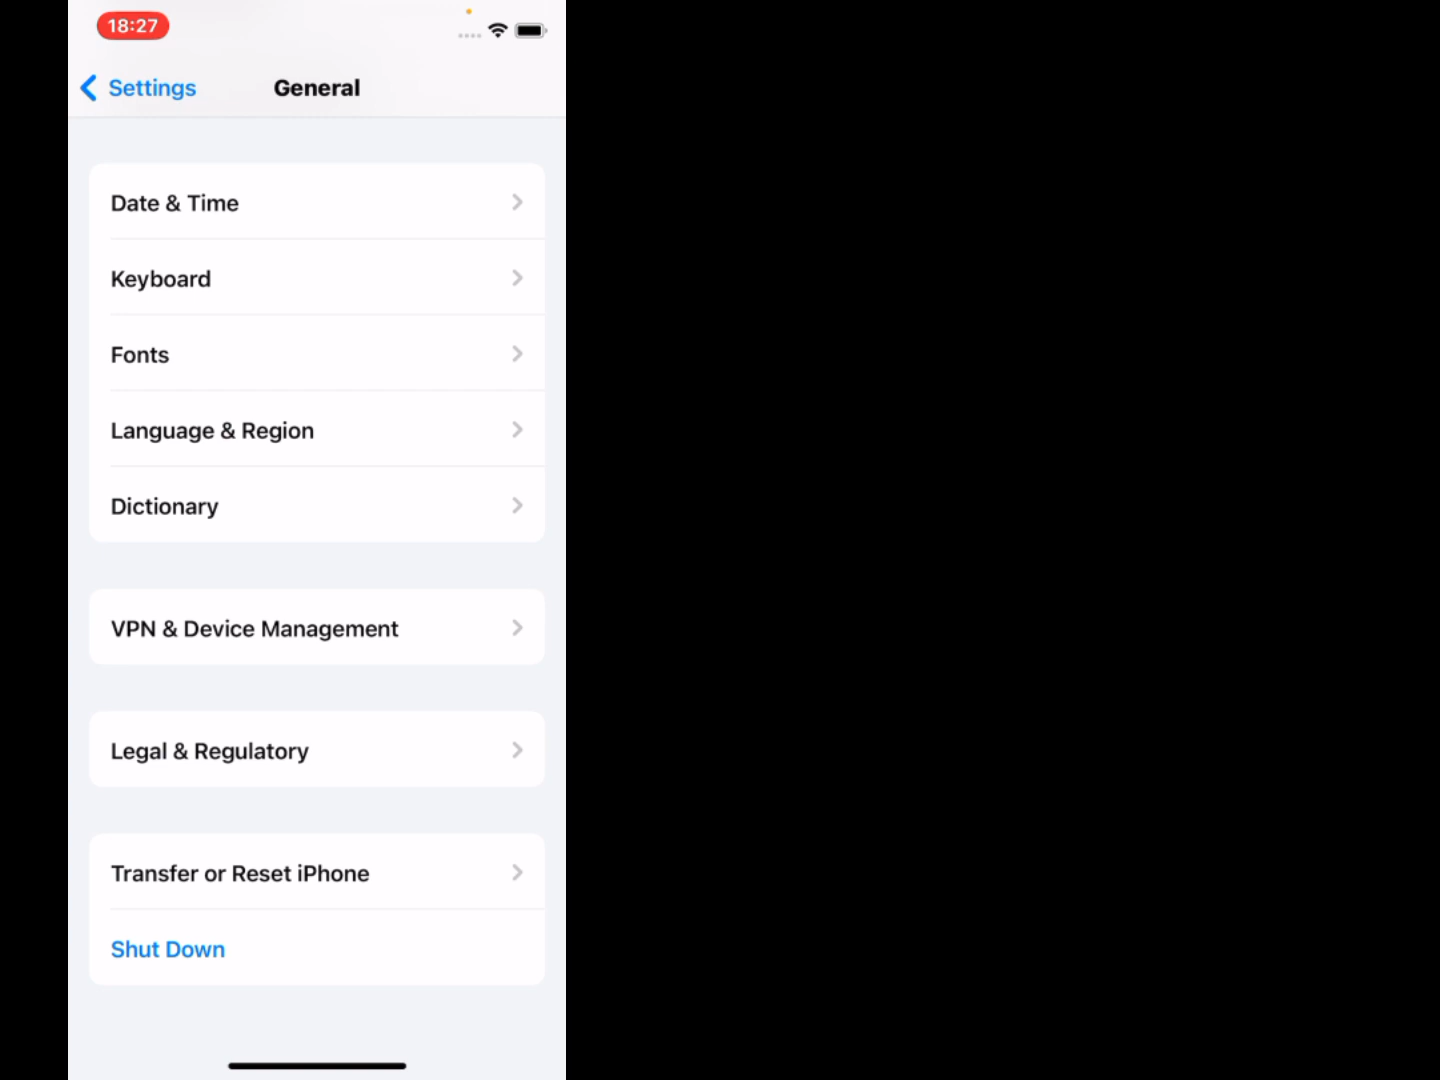 18:27
Settings
General
Date & Time
Keyboard
Fonts
Language & Region
Dictionary
VPN & Device Management
Legal & Regulatory
Transfer or Reset iPhone
Shut Down